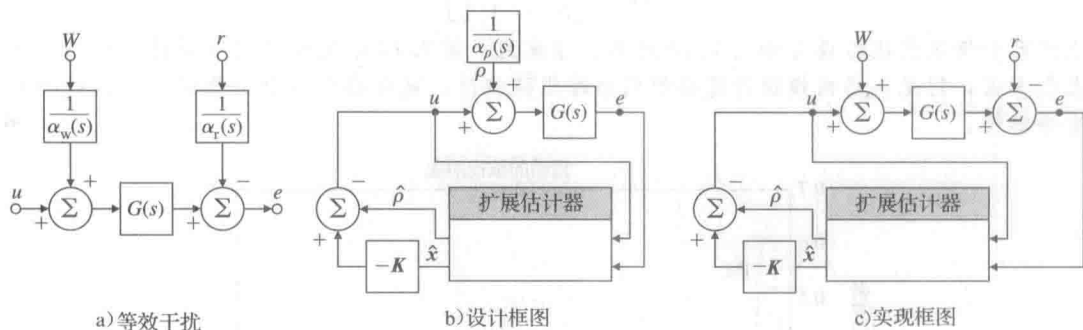 W
r
1
α_w(s)
1
α_r(s)
+
−
u
+
Σ
G(s)
+
Σ
e
a)等效干扰
1
α_ρ(s)
ρ
+
u
+
Σ
G(s)
e
−
Σ
+
ρ̂
扩展估计器
−K
x̂
b)设计框图
W
r
+
−
u
+
Σ
G(s)
+
Σ
e
−
Σ
+
ρ̂
扩展估计器
−K
x̂
c)实现框图